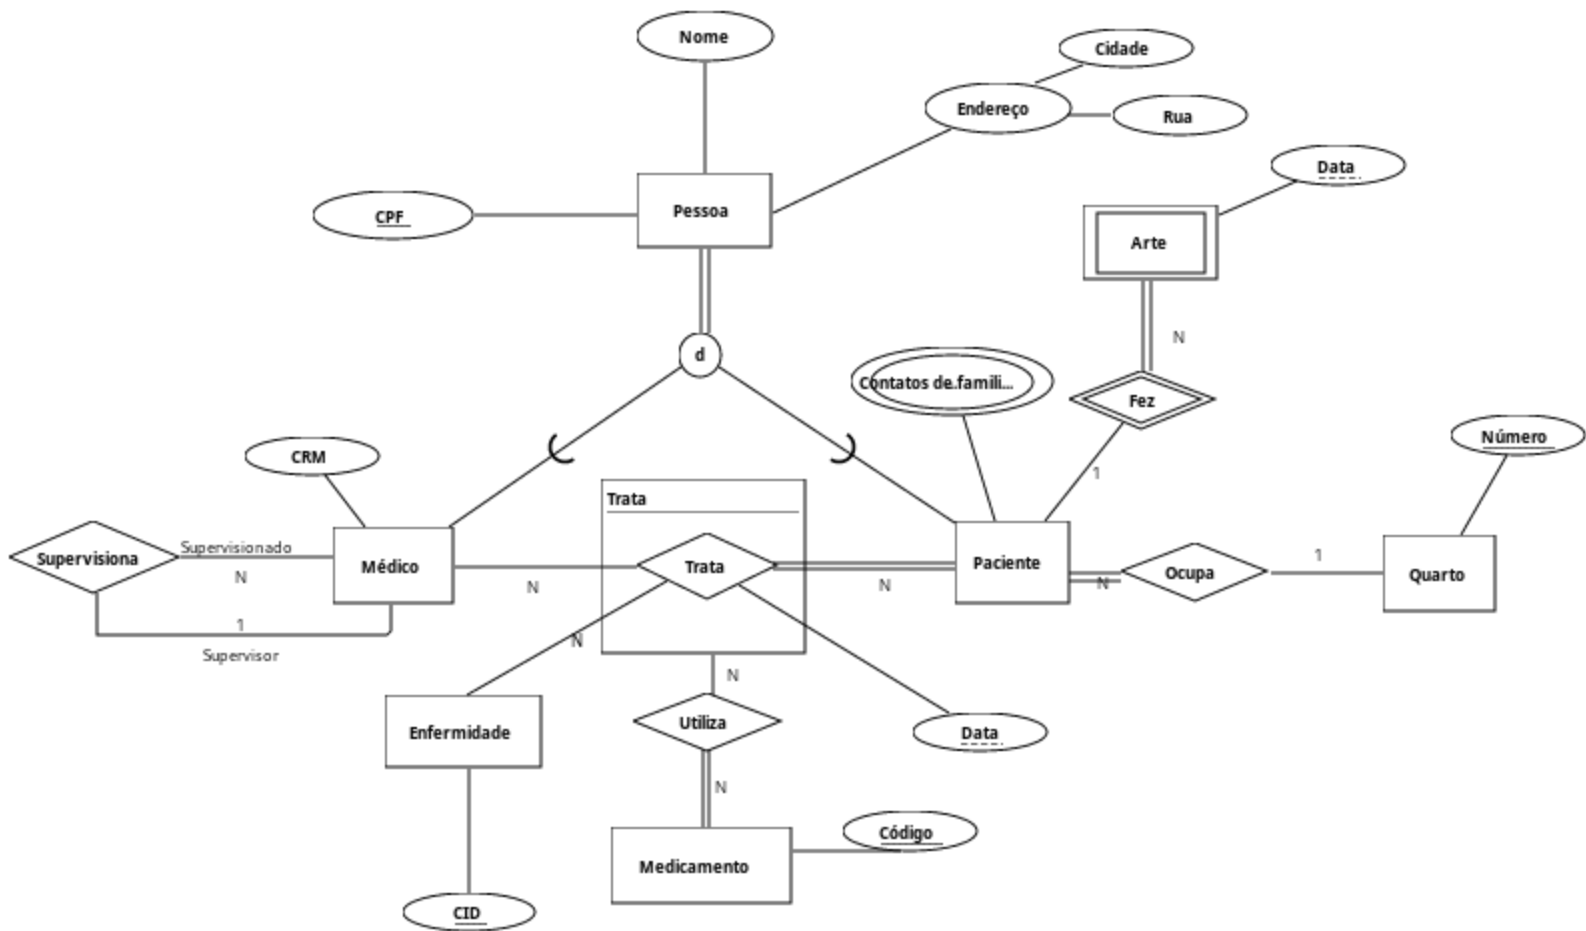 Nome
Cidade
Endereço
Rua
Data
CPF
Pessoa
Arte
N
d
Contatos de famili...
Fez
Número
CRM
1
Trata
Supervisiona
Supervisionado
N
Médico
N
Trata
N
Paciente
N
Ocupa
1
Quarto
1
Supervisor
N
N
Enfermidade
Utiliza
Data
N
Código
Medicamento
CID